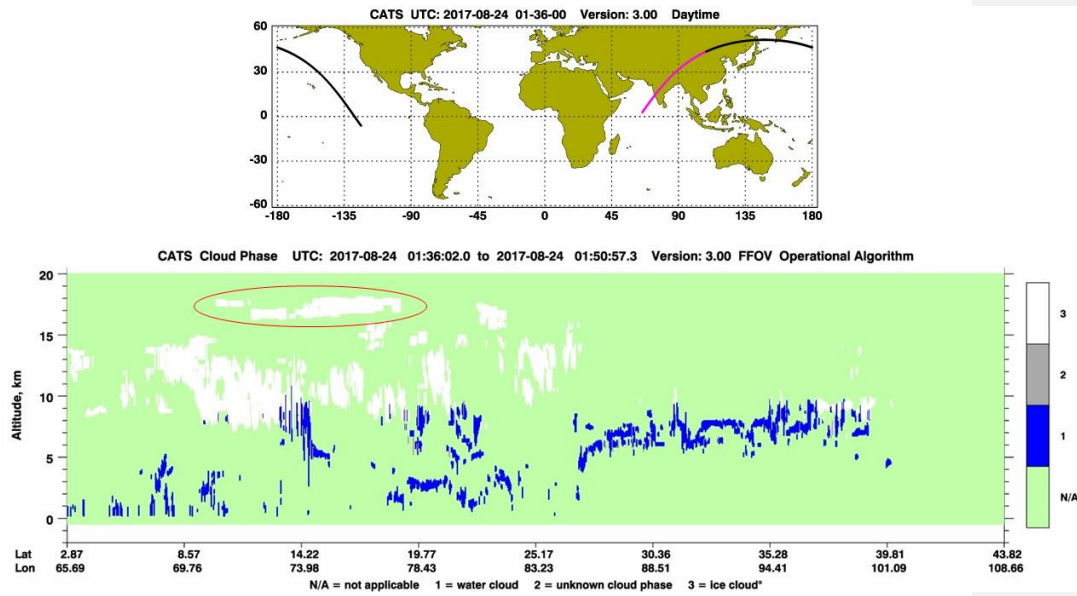 CATS UTC: 2017-08-24 01-36-00 Version: 3.00 Daytime
60
30
0
-30
-60
-180 -135 -90 -45 0 45 90 135 180
CATS Cloud Phase UTC: 2017-08-24 01:36:02.0 to 2017-08-24 01:50:57.3 Version: 3.00 FFOV Operational Algorithm
Altitude, km
20
15
10
5
0
3
2
1
N/A
Lat 2.87 8.57 14.22 19.77 25.17 30.36 35.28 39.81 43.82
Lon 65.69 69.76 73.98 78.43 83.23 88.51 94.41 101.09 108.66
N/A = not applicable 1 = water cloud 2 = unknown cloud phase 3 = ice cloud*